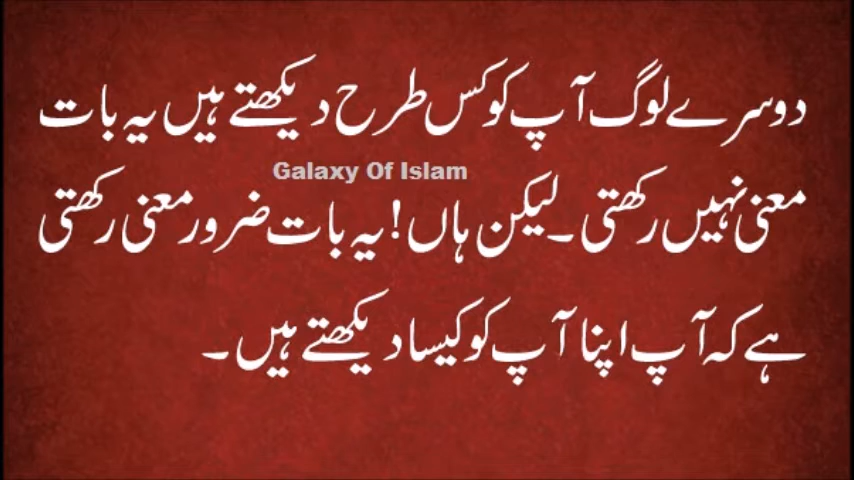 دوسرے لوگ آپ کو کس طرح دیکھتے ہیں یہ بات
Galaxy Of Islam
معنی نہیں رکھتی۔ لیکن ہاں! یہ بات ضرور معنی رکھتی
ہے کہ آپ اپنا آپ کو کیسا دیکھتے ہیں۔